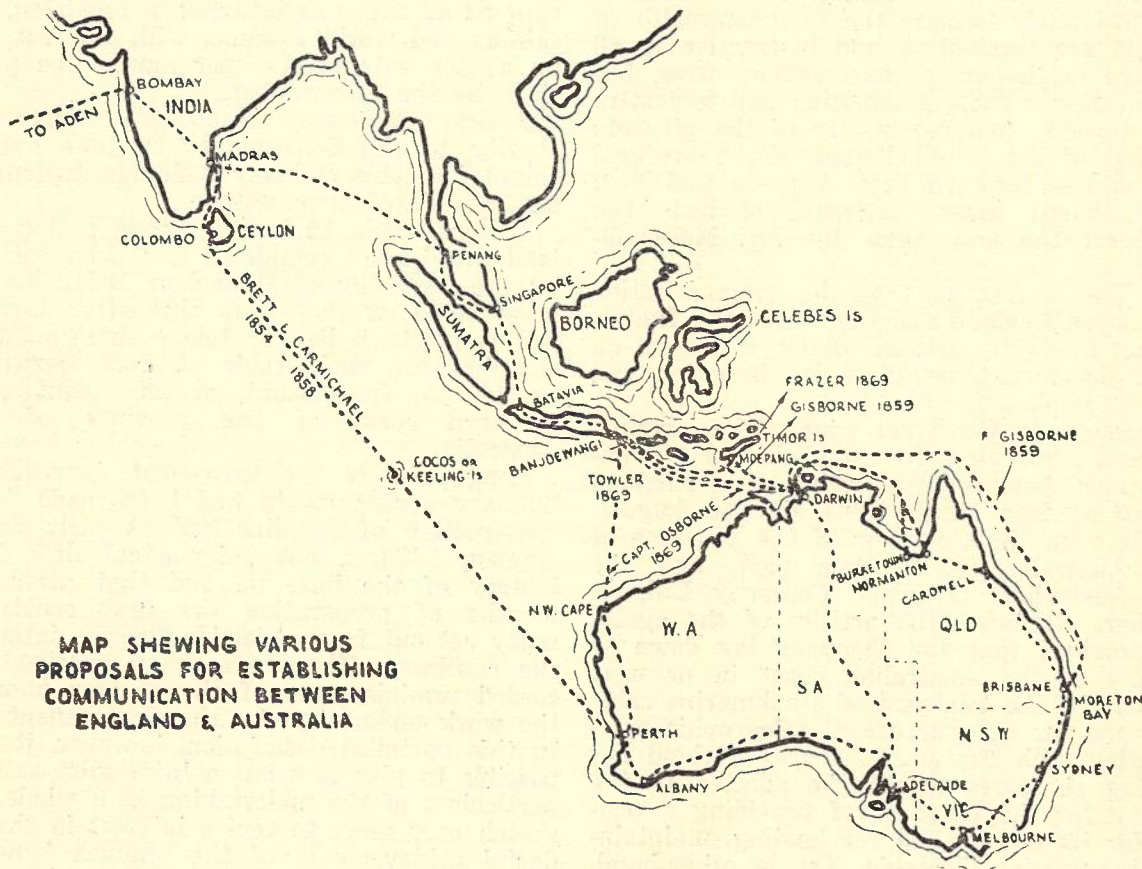 TO ADEN
BOMBAY
INDIA
MADRAS
COLOMBO
CEYLON
BRETT & CARMICHAEL
1854 1858
PENANG
SINGAPORE
SUMATRA
BORNEO
CELEBES IS
BATAVIA
BANJOEWANGI
FRAZER 1869
GISBORNE 1859
TIMOR IS
F GISBORNE
1859
TOWLER
1869
DARWIN
COCOS OR
KEELING IS
CAPT. OSBORNE
1869
BURKETOWN
NORMANTON
CARDWELL
N.W. CAPE
W.A
QLD
SA
BRISBANE
MORETON
BAY
N S W
PERTH
ALBANY
SYDNEY
ADELAIDE
VIC
MELBOURNE
MAP SHEWING VARIOUS
PROPOSALS FOR ESTABLISHING
COMMUNICATION BETWEEN
ENGLAND & AUSTRALIA